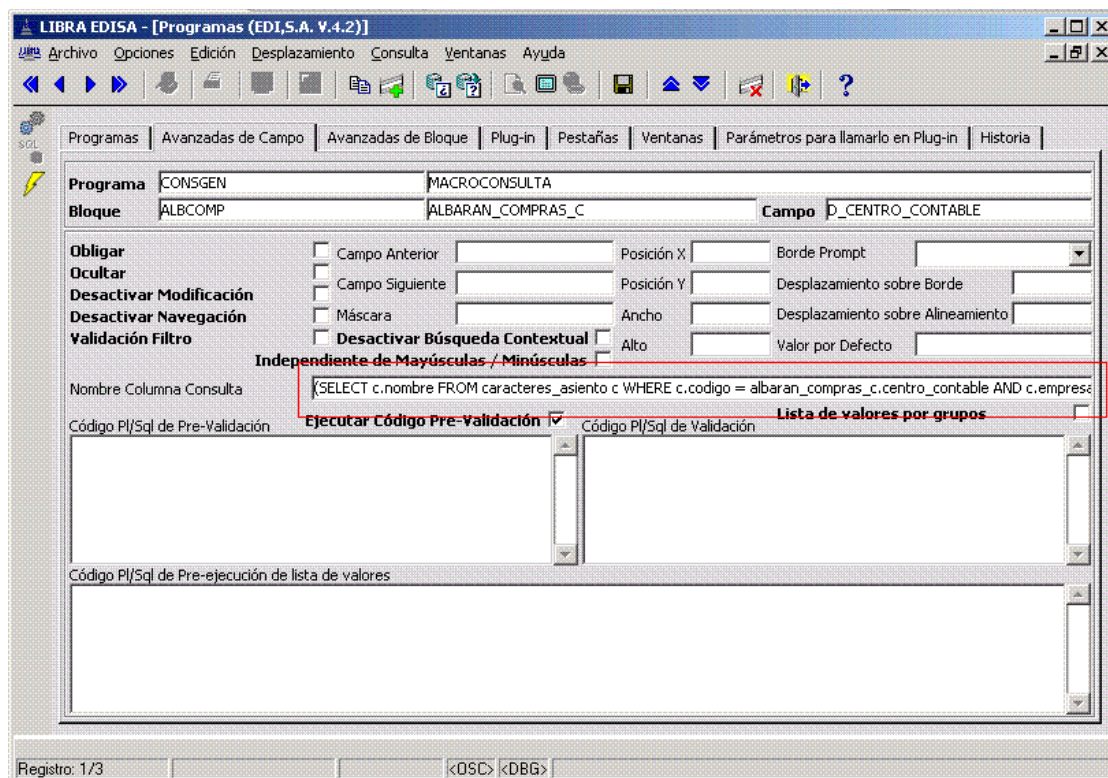 LIBRA EDISA - [Programas (EDI,S.A. V.4.2)]
Archivo Opciones Edición Desplazamiento Consulta Ventanas Ayuda
SQL
Programas Avanzadas de Campo Avanzadas de Bloque Plug-in Pestañas Ventanas Parámetros para llamarlo en Plug-in Historia
Programa CONSGEN MACROCONSULTA
Bloque ALBCOMP ALBARAN_COMPRAS_C Campo D_CENTRO_CONTABLE
Obligar Campo Anterior Posición X Borde Prompt
Ocultar
Campo Siguiente Posición Y Desplazamiento sobre Borde
Desactivar Modificación
Desactivar Navegación Máscara Ancho Desplazamiento sobre Alineamiento
Validación Filtro Desactivar Búsqueda Contextual Alto Valor por Defecto
Independiente de Mayúsculas / Minúsculas
Nombre Columna Consulta (SELECT c.nombre FROM caracteres_asiento c WHERE c.codigo = albaran_compras_c.centro_contable AND c.empresa
Lista de valores por grupos
Código Pl/Sql de Pre-Validación Ejecutar Código Pre-Validación Código Pl/Sql de Validación
Código Pl/Sql de Pre-ejecución de lista de valores
Registro: 1/3 <OSC> <DBG>